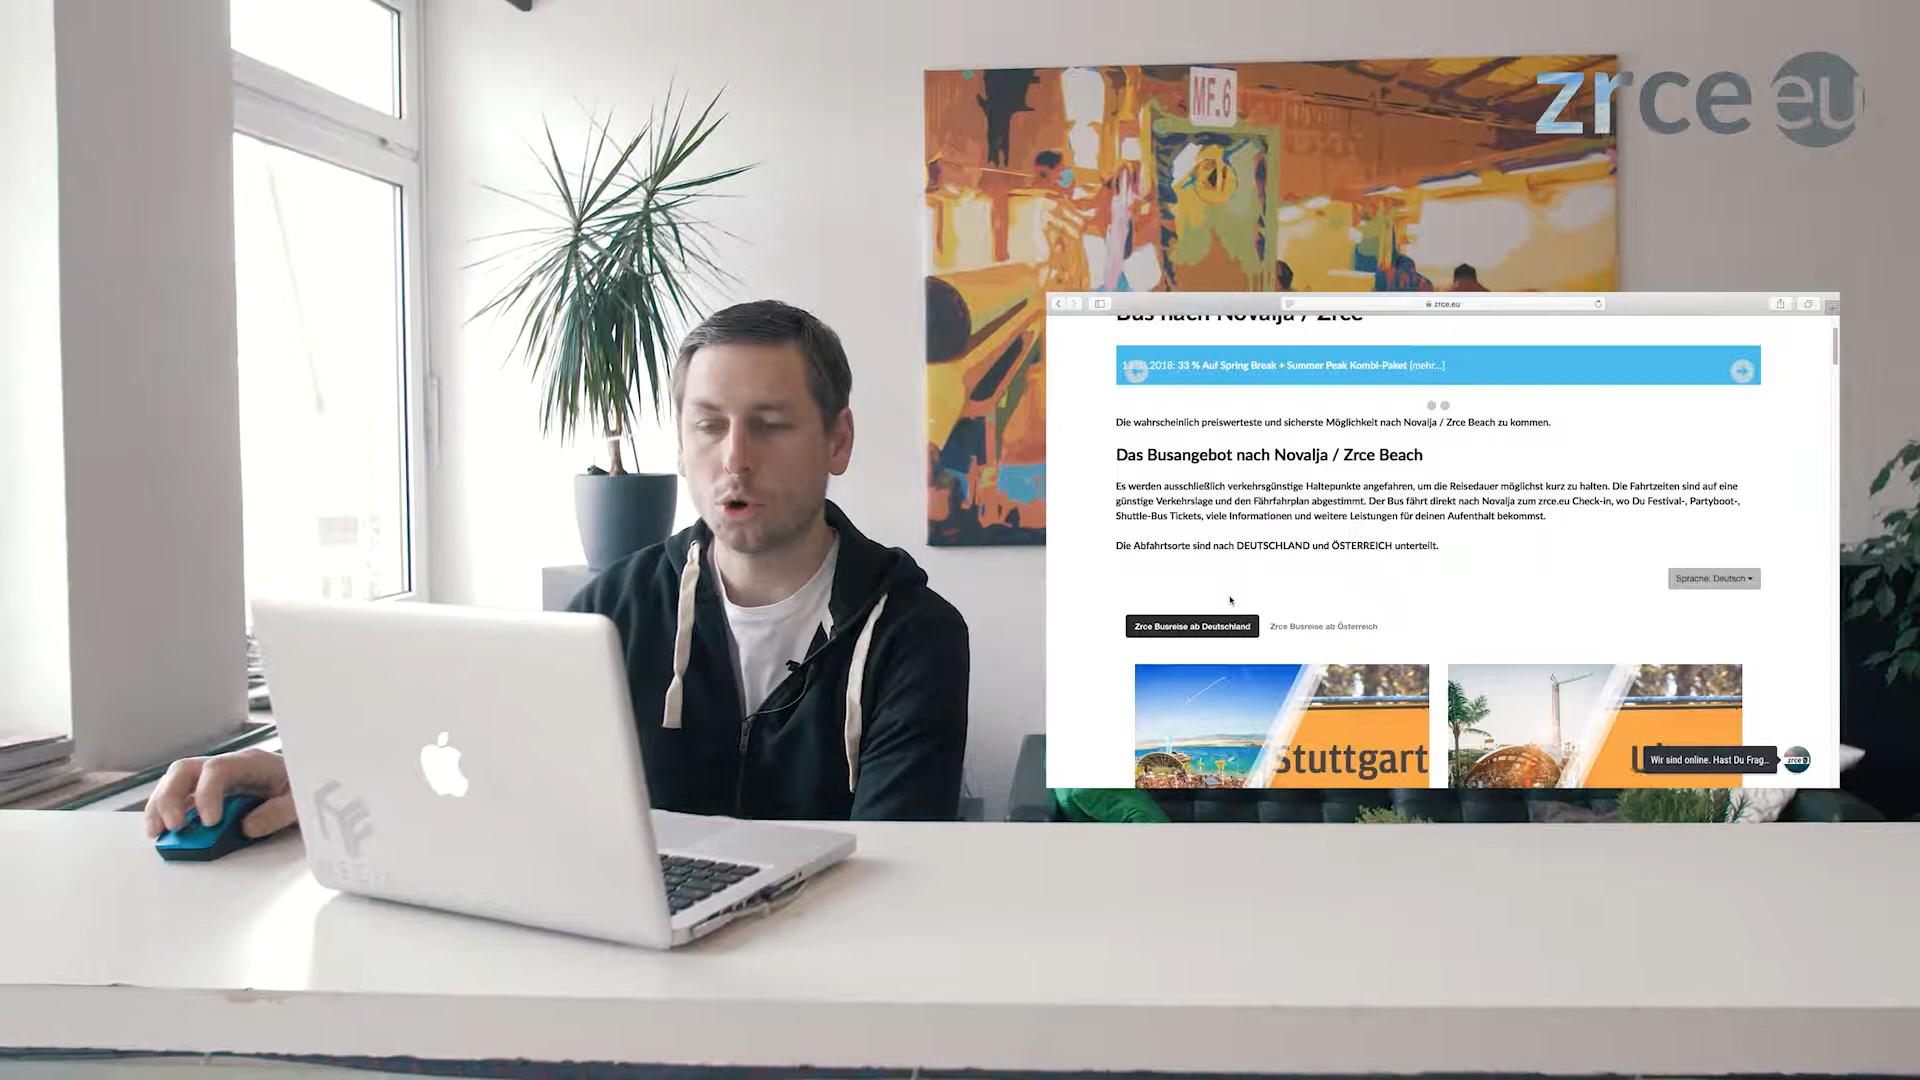 MF.6
zrce eu
zrce.eu
Bus nach Novalja / Zrce
.2018: 33 % Auf Spring Break + Summer Peak Kombi-Paket [mehr...]
Die wahrscheinlich preiswerteste und sicherste Möglichkeit nach Novalja / Zrce Beach zu kommen.
Das Busangebot nach Novalja / Zrce Beach
Es werden ausschließlich verkehrsgünstige Haltepunkte angefahren, um die Reisedauer möglichst kurz zu halten. Die Fahrtzeiten sind auf eine
günstige Verkehrslage und den Fährfahrplan abgestimmt. Der Bus fährt direkt nach Novalja zum zrce.eu Check-in, wo Du Festival-, Partyboot-,
Shuttle-Bus Tickets, viele Informationen und weitere Leistungen für deinen Aufenthalt bekommst.
Die Abfahrtsorte sind nach DEUTSCHLAND und ÖSTERREICH unterteilt.
Sprache: Deutsch
Zrce Busreise ab Deutschland
Zrce Busreise ab Österreich
Stuttgart
Wir sind online. Hast Du Frag...
zrce
MEDIA